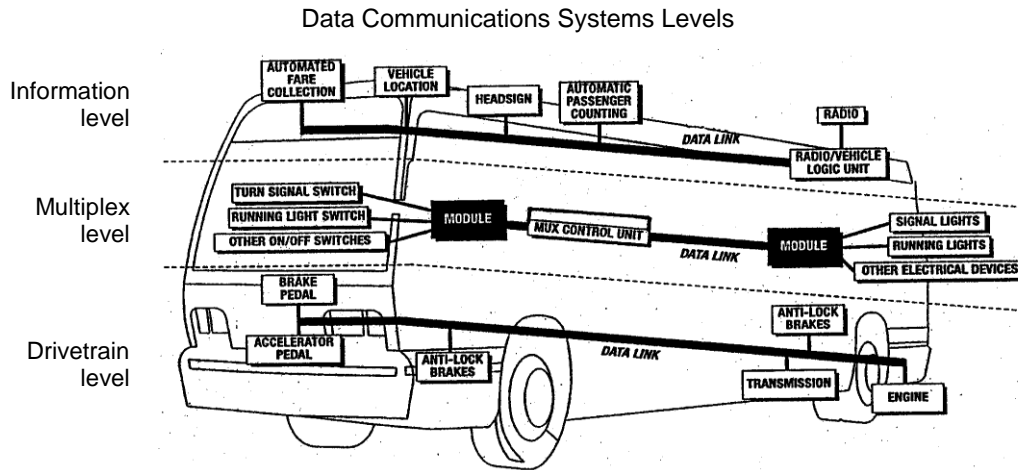 Data Communications Systems Levels
Information
level
AUTOMATED
FARE
COLLECTION
VEHICLE
LOCATION
HEADSIGN
AUTOMATIC
PASSENGER
COUNTING
DATA LINK
RADIO
RADIO/VEHICLE
LOGIC UNIT
Multiplex
level
TURN SIGNAL SWITCH
RUNNING LIGHT SWITCH
OTHER ON/OFF SWITCHES
MODULE
MUX CONTROL UNIT
DATA LINK
MODULE
SIGNAL LIGHTS
RUNNING LIGHTS
OTHER ELECTRICAL DEVICES
Drivetrain
level
BRAKE
PEDAL
ACCELERATOR
PEDAL
ANTI-LOCK
BRAKES
DATA LINK
ANTI-LOCK
BRAKES
TRANSMISSION
ENGINE